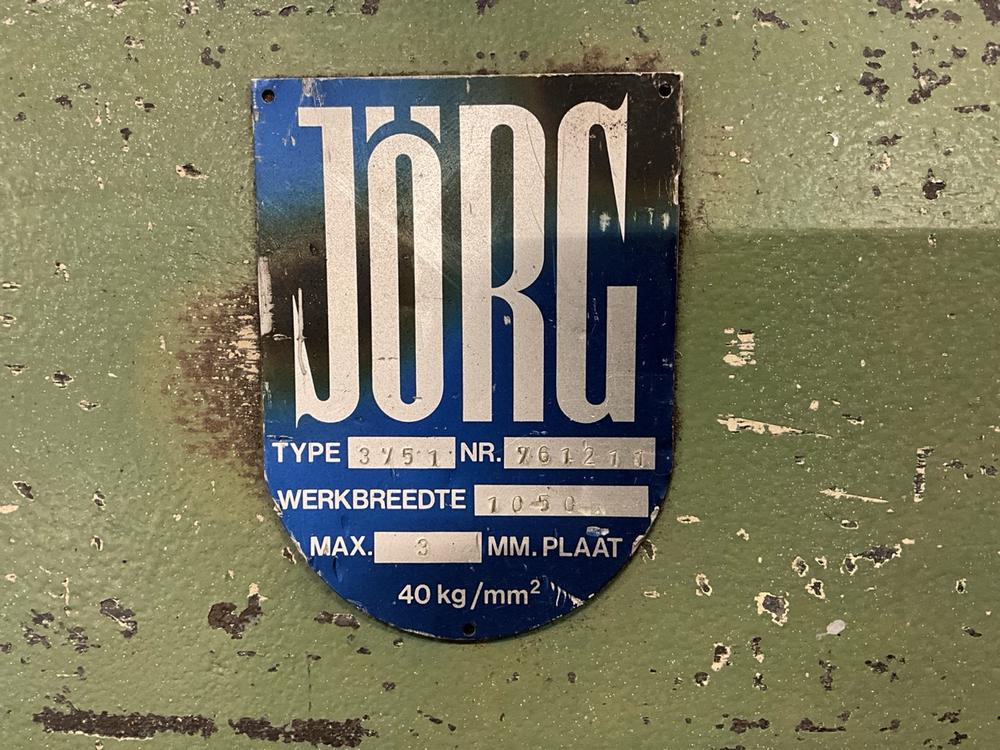 JÖRG
TYPE 3751 NR. 761211
WERKBREEDTE 1050
MAX. 3 MM. PLAAT
40 kg/mm²